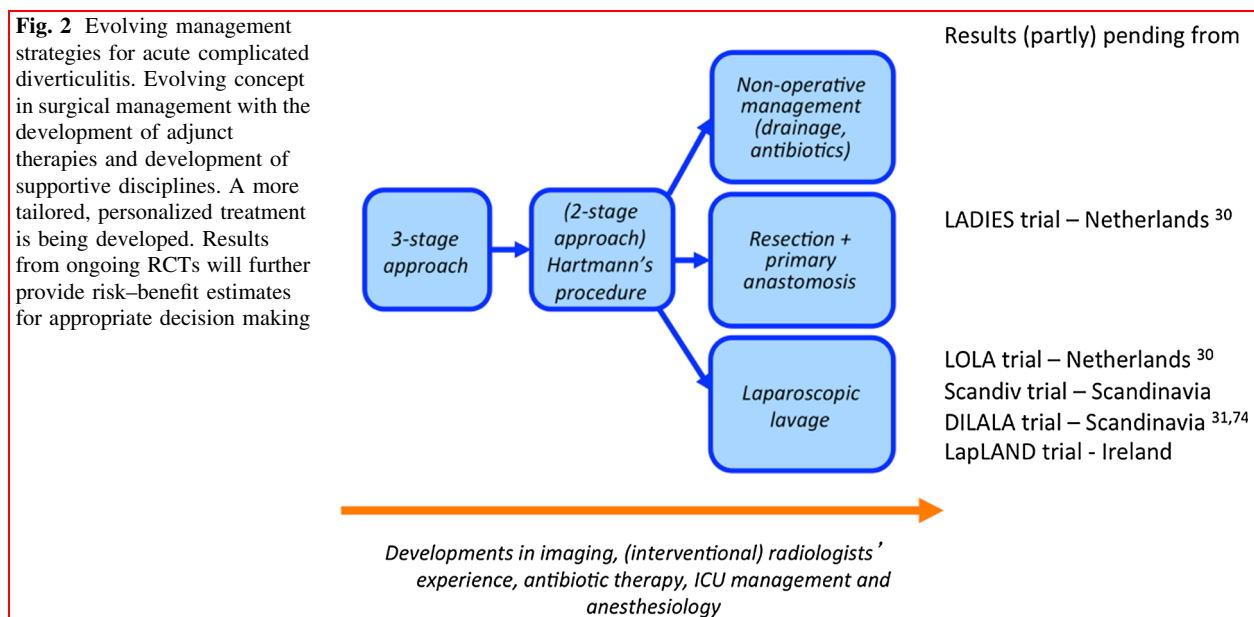 Fig. 2 Evolving management
strategies for acute complicated
diverticulitis. Evolving concept
in surgical management with the
development of adjunct
therapies and development of
supportive disciplines. A more
tailored, personalized treatment
is being developed. Results
from ongoing RCTs will further
provide risk–benefit estimates
for appropriate decision making
3-stage
approach
(2-stage
approach)
Hartmann’s
procedure
Non-operative
management
(drainage,
antibiotics)
Resection +
primary
anastomosis
Laparoscopic
lavage
Results (partly) pending from
LADIES trial – Netherlands 30
LOLA trial – Netherlands 30
Scandiv trial – Scandinavia
DILALA trial – Scandinavia 31,74
LapLAND trial - Ireland
Developments in imaging, (interventional) radiologists’
experience, antibiotic therapy, ICU management and
anesthesiology